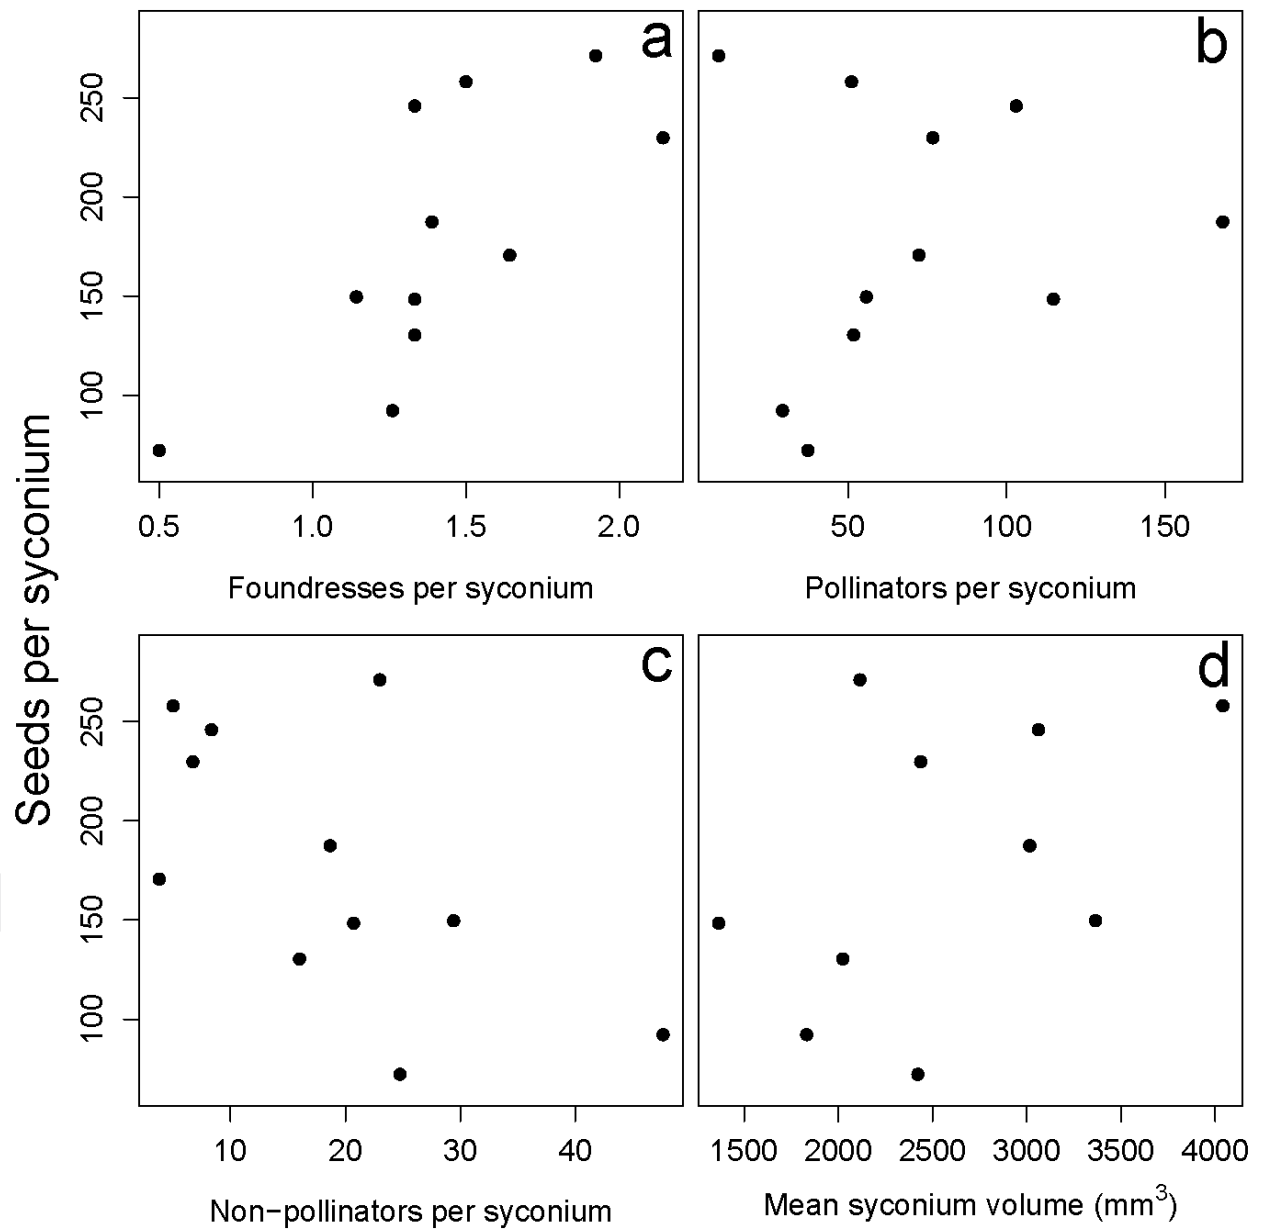 a
250
200
150
100
0.5 1.0 1.5 2.0
Foundresses per syconium
b
50 100 150
Pollinators per syconium
Seeds per syconium
c
250
200
150
100
10 20 30 40
Non−pollinators per syconium
d
1500 2000 2500 3000 3500 4000
Mean syconium volume (mm³)